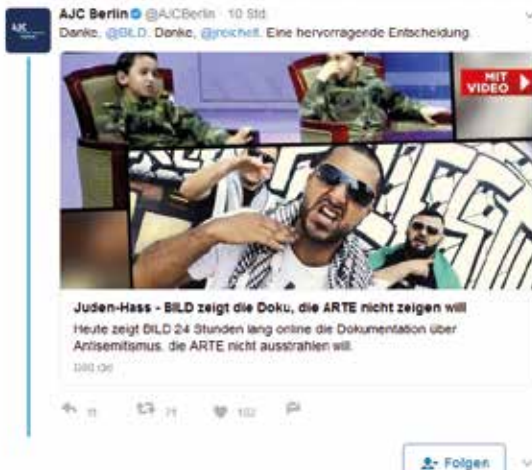 AJC Berlin @AJCBerlin · 10 Std
Danke, @BILD. Danke, @jreichelt. Eine hervorragende Entscheidung.
AJC
MIT
VIDEO
Juden-Hass - BILD zeigt die Doku, die ARTE nicht zeigen will
Heute zeigt BILD 24 Stunden lang online die Dokumentation über
Antisemitismus, die ARTE nicht ausstrahlen will.
bild.de
102
Folgen